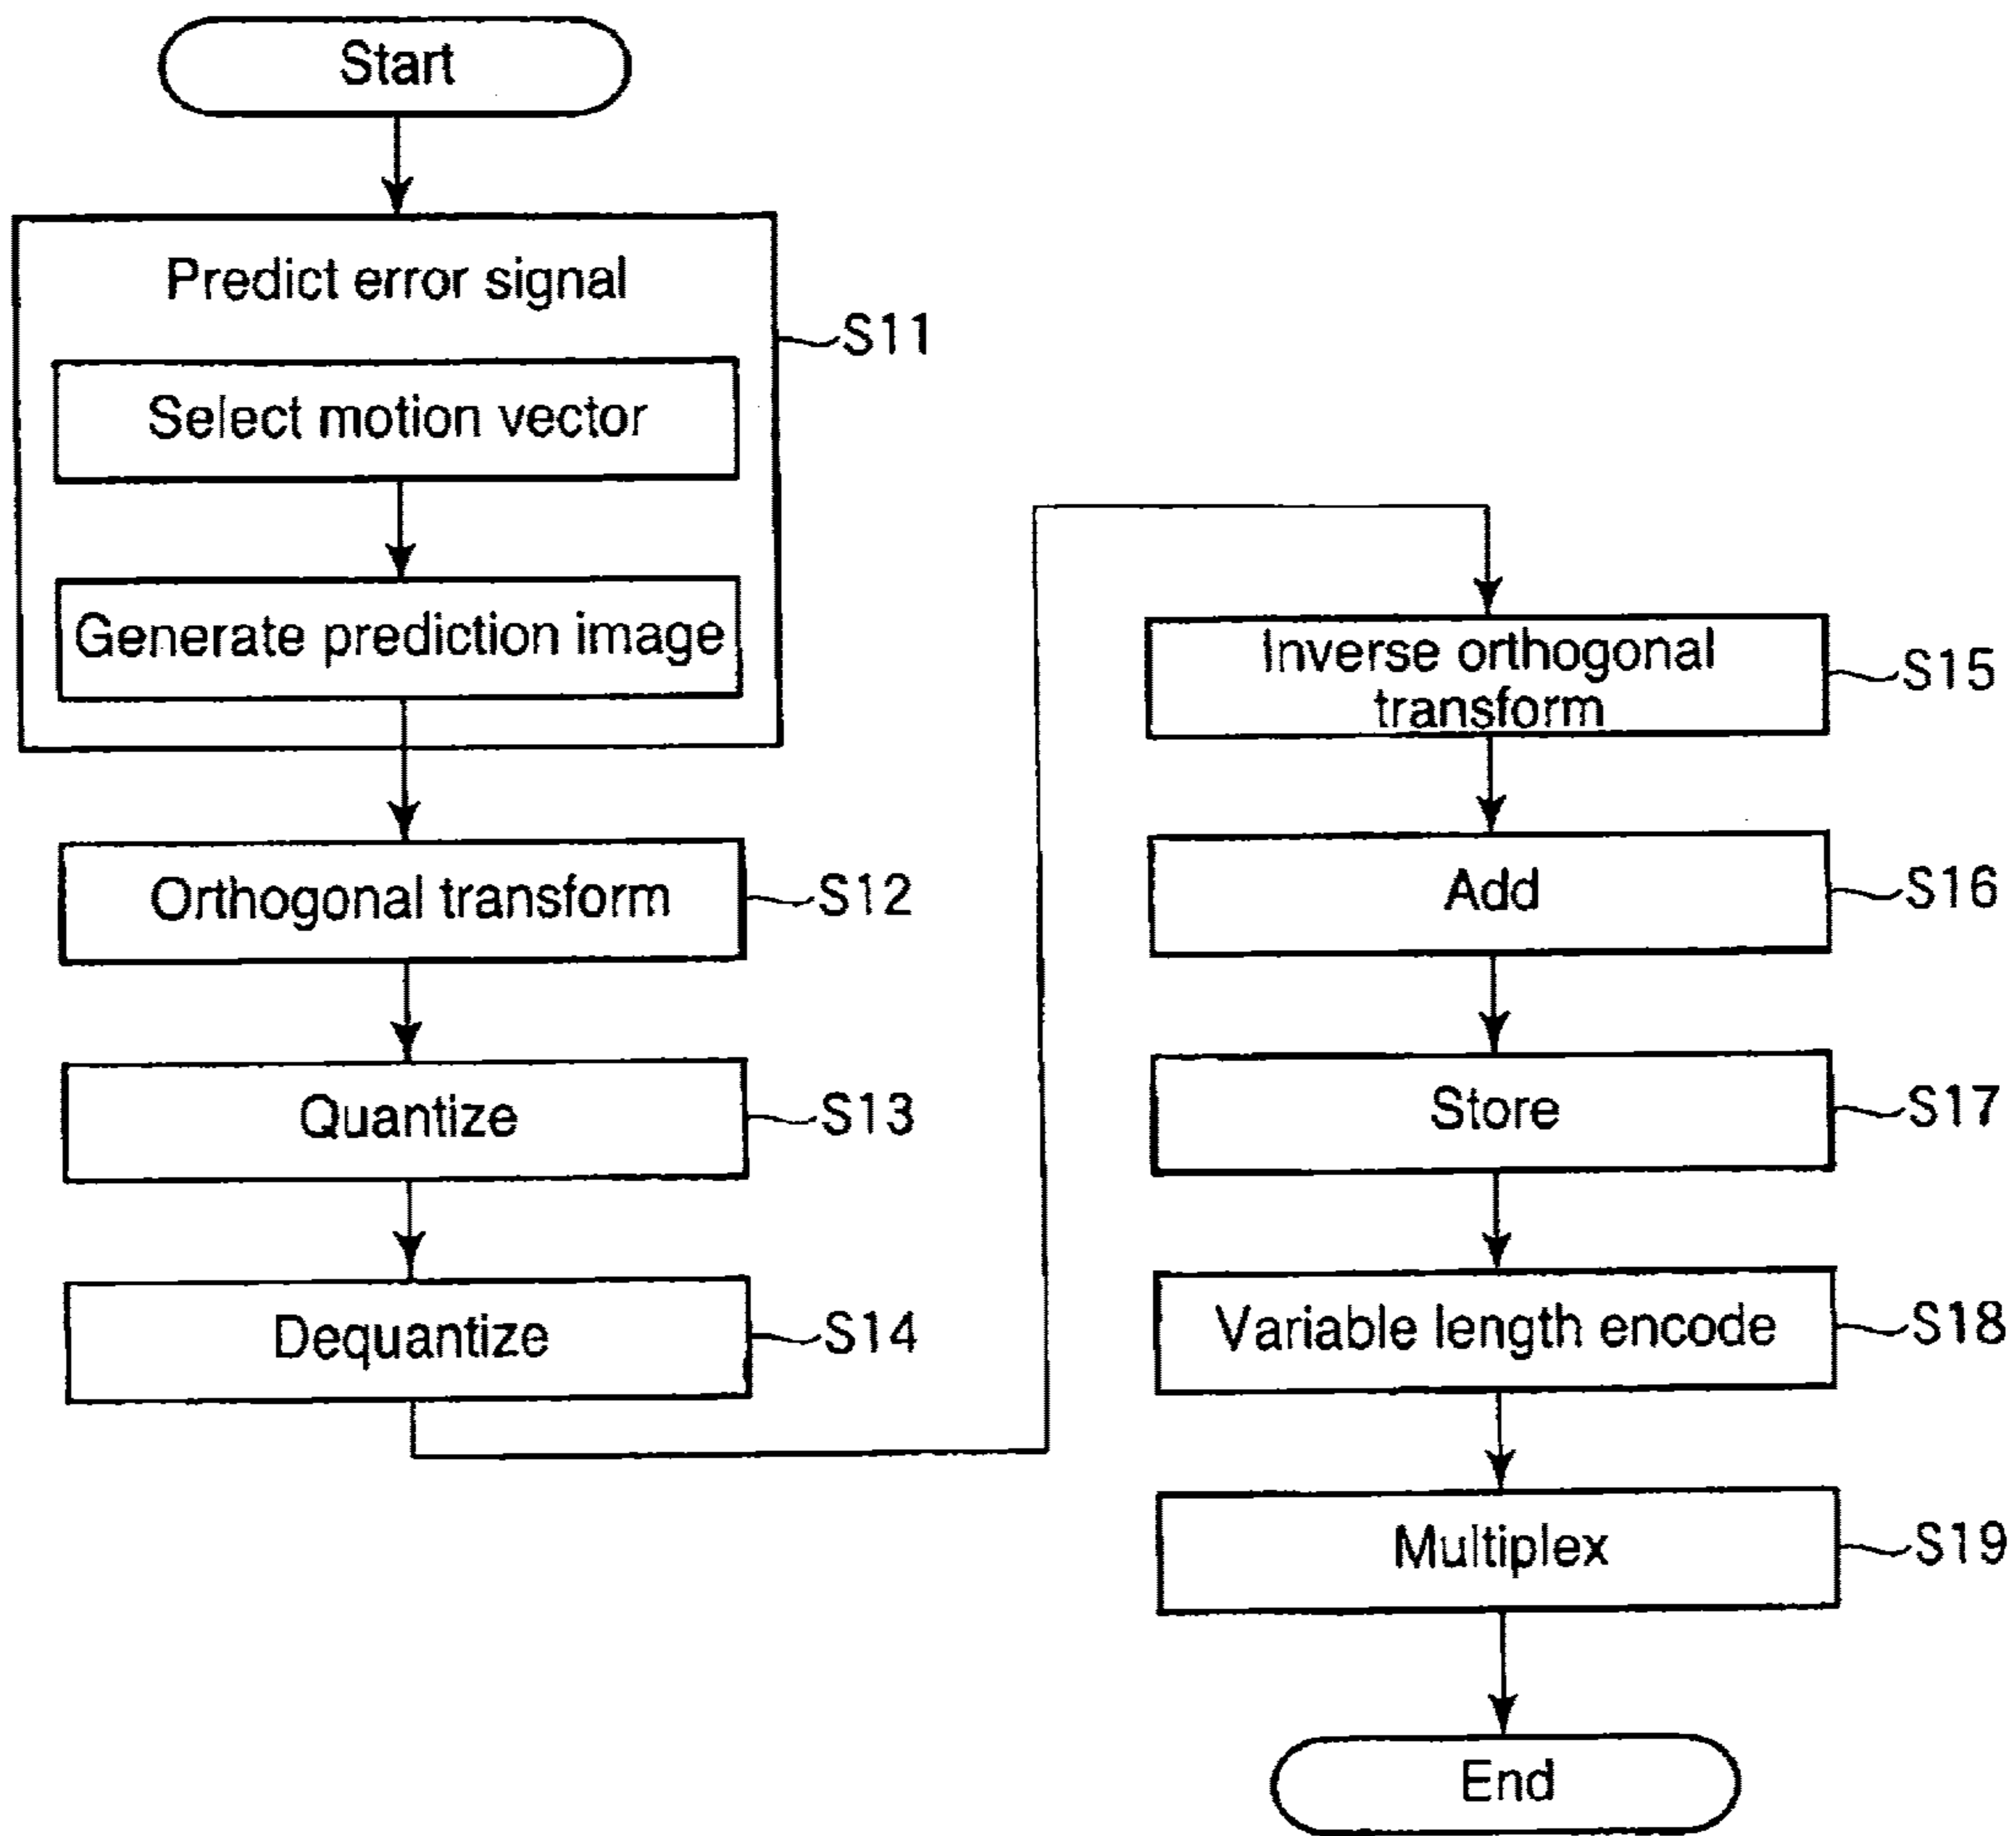 Start
Predict error signal
S11
Select motion vector
Generate prediction image
Orthogonal transform
S12
Quantize
S13
Dequantize
S14
Inverse orthogonal
transform
S15
Add
S16
Store
S17
Variable length encode
S18
Multiplex
S19
End